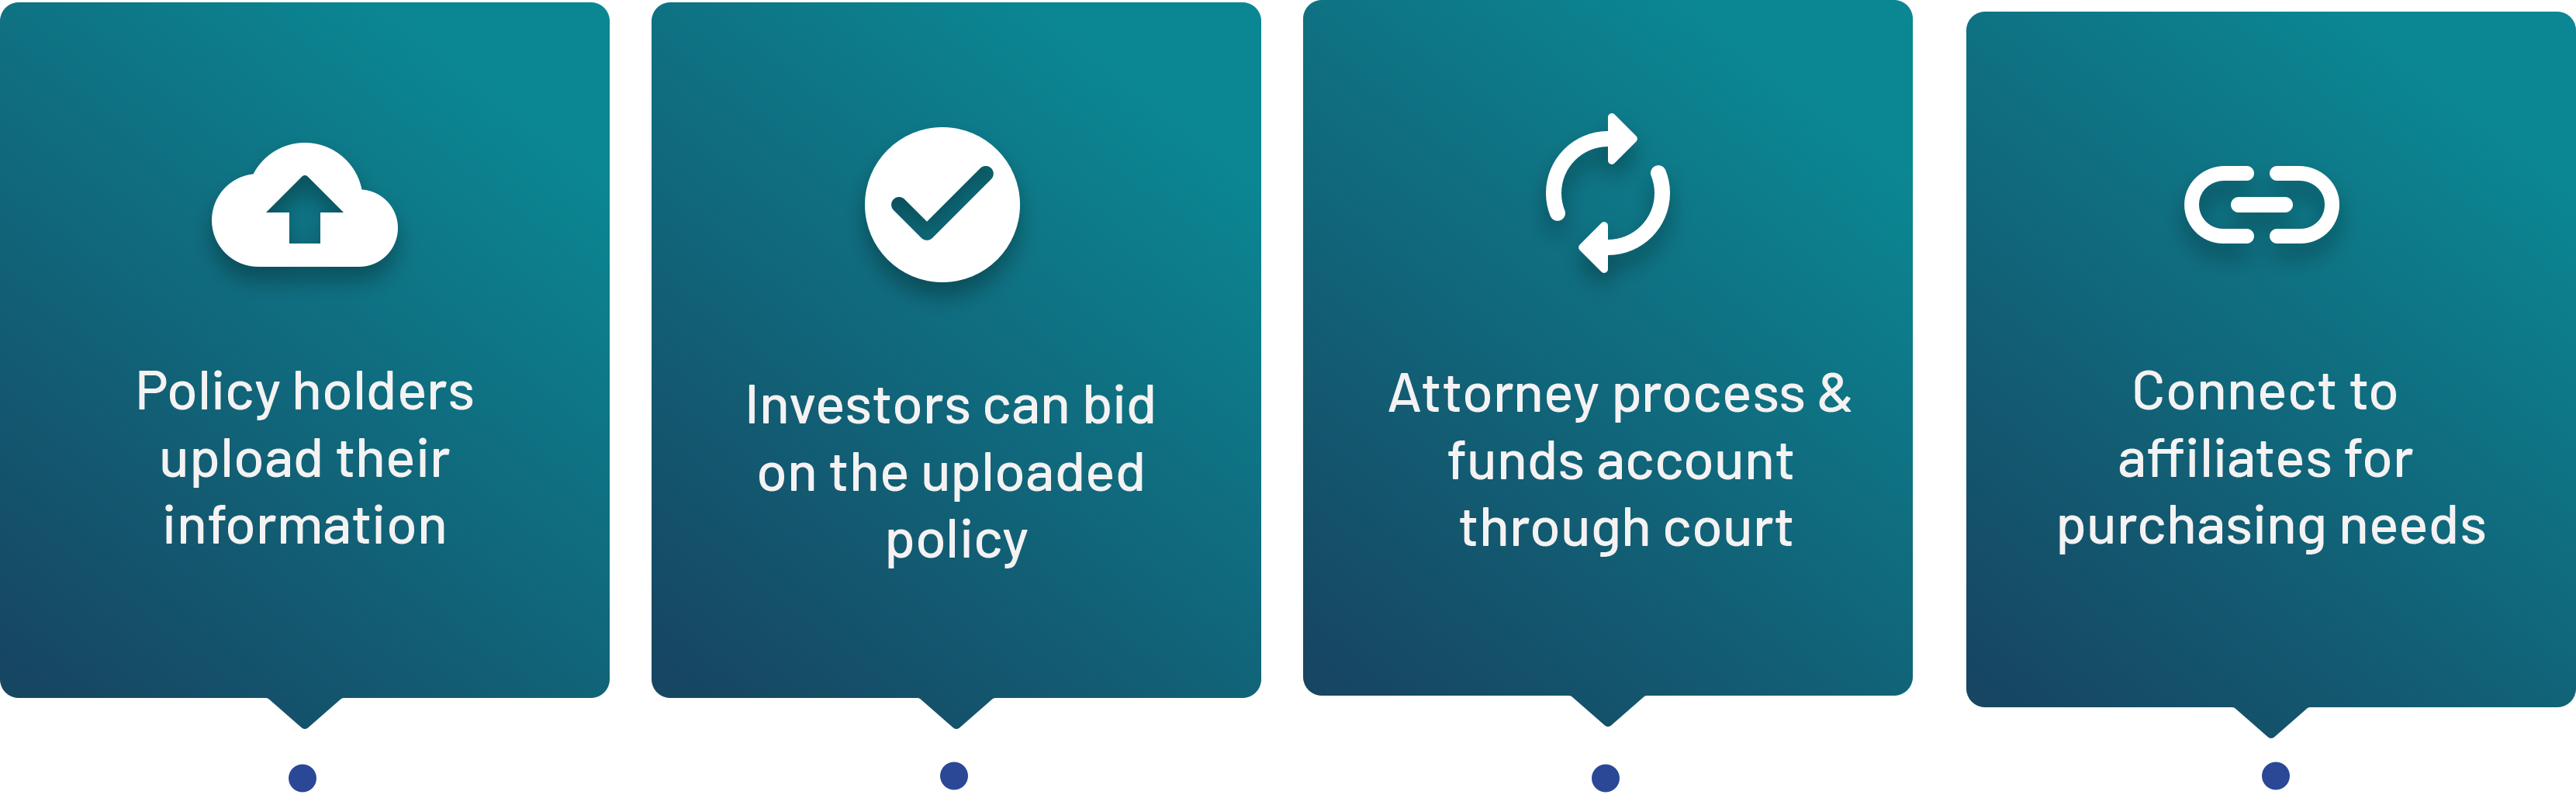 Policy holders
upload their
information
Investors can bid
on the uploaded
policy
Attorney process &
funds account
through court
Connect to
affiliates for
purchasing needs